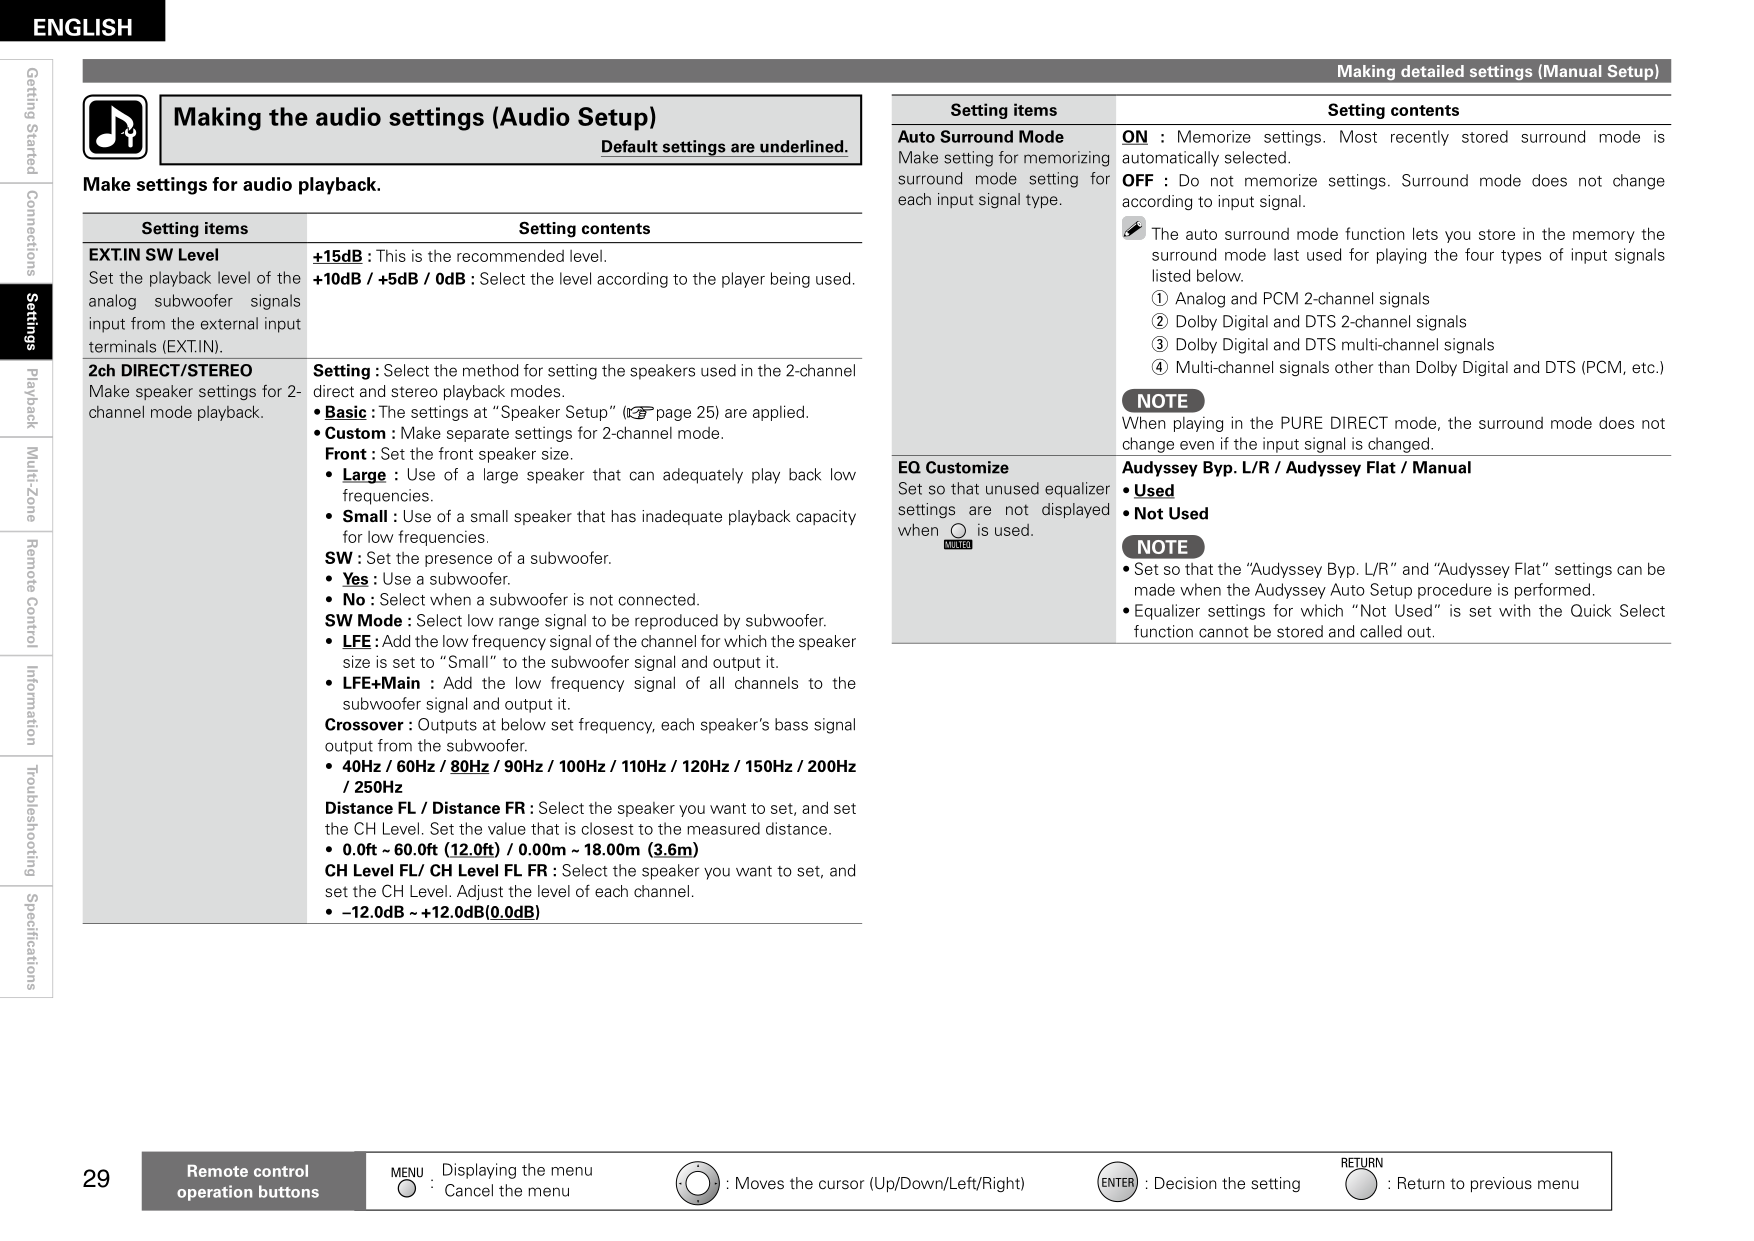 ENGLISH
Getting Started
Connections
Settings
Playback
Multi-Zone
Remote Control
Information
Troubleshooting
Specifications
Making detailed settings (Manual Setup)
Making the audio settings (Audio Setup)
Default settings are underlined.
Make settings for audio playback.
Setting items
Setting contents
EXT.IN SW Level
Set the playback level of the
analog subwoofer signals
input from the external input
terminals (EXT.IN).
+15dB : This is the recommended level.
+10dB / +5dB / 0dB : Select the level according to the player being used.
2ch DIRECT/STEREO
Make speaker settings for 2-
channel mode playback.
Setting : Select the method for setting the speakers used in the 2-channel
direct and stereo playback modes.
• Basic : The settings at “Speaker Setup” (☞page 25) are applied.
• Custom : Make separate settings for 2-channel mode.
Front : Set the front speaker size.
• Large : Use of a large speaker that can adequately play back low
frequencies.
• Small : Use of a small speaker that has inadequate playback capacity
for low frequencies.
SW : Set the presence of a subwoofer.
• Yes : Use a subwoofer.
• No : Select when a subwoofer is not connected.
SW Mode : Select low range signal to be reproduced by subwoofer.
• LFE : Add the low frequency signal of the channel for which the speaker
size is set to “Small” to the subwoofer signal and output it.
• LFE+Main : Add the low frequency signal of all channels to the
subwoofer signal and output it.
Crossover : Outputs at below set frequency, each speaker’s bass signal
output from the subwoofer.
• 40Hz / 60Hz / 80Hz / 90Hz / 100Hz / 110Hz / 120Hz / 150Hz / 200Hz
/ 250Hz
Distance FL / Distance FR : Select the speaker you want to set, and set
the CH Level. Set the value that is closest to the measured distance.
• 0.0ft ~ 60.0ft (12.0ft) / 0.00m ~ 18.00m (3.6m)
CH Level FL/ CH Level FL FR : Select the speaker you want to set, and
set the CH Level. Adjust the level of each channel.
• –12.0dB ~ +12.0dB(0.0dB)
Setting items
Setting contents
Auto Surround Mode
Make setting for memorizing
surround mode setting for
each input signal type.
ON : Memorize settings. Most recently stored surround mode is
automatically selected.
OFF : Do not memorize settings. Surround mode does not change
according to input signal.
The auto surround mode function lets you store in the memory the
surround mode last used for playing the four types of input signals
listed below.
① Analog and PCM 2-channel signals
② Dolby Digital and DTS 2-channel signals
③ Dolby Digital and DTS multi-channel signals
④ Multi-channel signals other than Dolby Digital and DTS (PCM, etc.)
NOTE
When playing in the PURE DIRECT mode, the surround mode does not
change even if the input signal is changed.
EQ Customize
Set so that unused equalizer
settings are not displayed
when is used.
MULTEQ
Audyssey Byp. L/R / Audyssey Flat / Manual
• Used
• Not Used
NOTE
• Set so that the “Audyssey Byp. L/R” and “Audyssey Flat” settings can be
made when the Audyssey Auto Setup procedure is performed.
• Equalizer settings for which “Not Used” is set with the Quick Select
function cannot be stored and called out.
29
Remote control
operation buttons
MENU : Displaying the menu
Cancel the menu
: Moves the cursor (Up/Down/Left/Right)
ENTER : Decision the setting
RETURN
: Return to previous menu